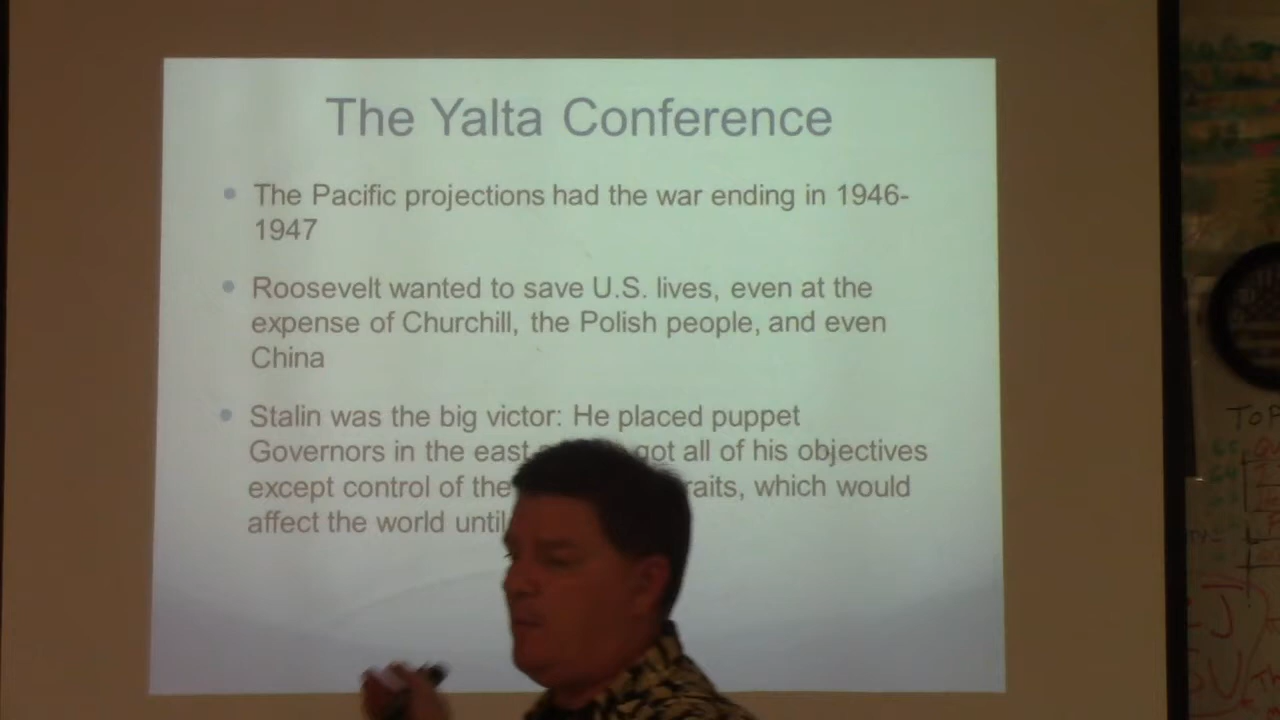 The Yalta Conference
The Pacific projections had the war ending in 1946-
1947
Roosevelt wanted to save U.S. lives, even at the
expense of Churchill, the Polish people, and even
China
Stalin was the big victor: He placed puppet
Governors in the east got all of his objectives
except control of the raits, which would
affect the world until
TOP